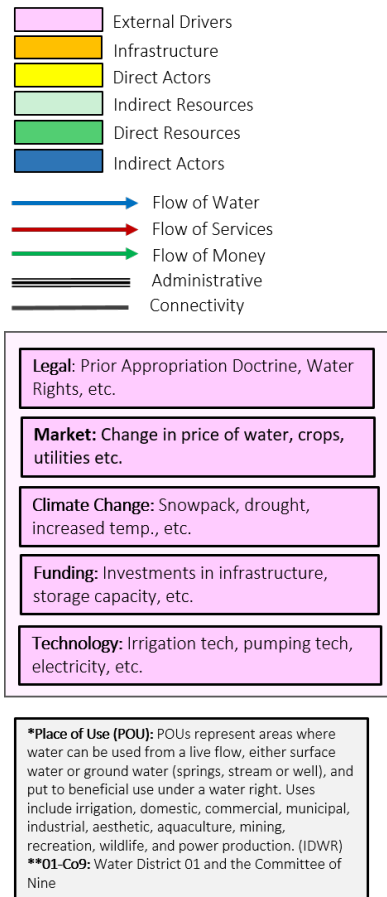 External Drivers
Infrastructure
Direct Actors
Indirect Resources
Direct Resources
Indirect Actors
Flow of Water
Flow of Services
Flow of Money
Administrative
Connectivity
Legal: Prior Appropriation Doctrine, Water
Rights, etc.
Market: Change in price of water, crops,
utilities etc.
Climate Change: Snowpack, drought,
increased temp., etc.
Funding: Investments in infrastructure,
storage capacity, etc.
Technology: Irrigation tech, pumping tech,
electricity, etc.
*Place of Use (POU): POUs represent areas where
water can be used from a live flow, either surface
water or ground water (springs, stream or well), and
put to beneficial use under a water right. Uses
include irrigation, domestic, commercial, municipal,
industrial, aesthetic, aquaculture, mining,
recreation, wildlife, and power production. (IDWR)
**01-Co9: Water District 01 and the Committee of
Nine